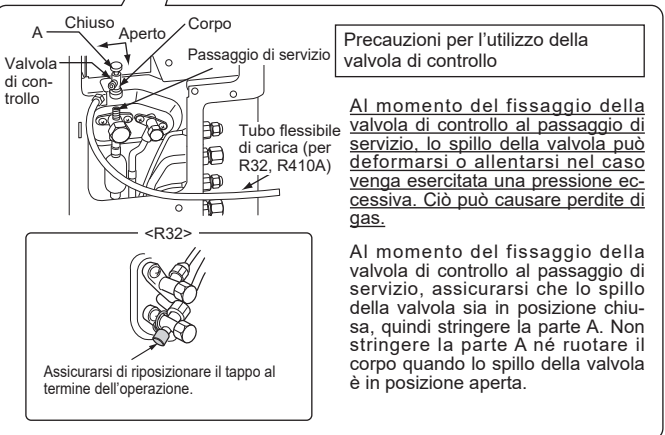 A
Chiuso
Aperto
Corpo
Valvola
di con-
trollo
Passaggio di servizio
Tubo flessibile
di carica (per
R32, R410A)
<R32>
Assicurarsi di riposizionare il tappo al
termine dell'operazione.
Precauzioni per l'utilizzo della
valvola di controllo
Al momento del fissaggio della
valvola di controllo al passaggio di
servizio, lo spillo della valvola può
deformarsi o allentarsi nel caso
venga esercitata una pressione ec-
cessiva. Ciò può causare perdite di
gas.
Al momento del fissaggio della
valvola di controllo al passaggio di
servizio, assicurarsi che lo spillo
della valvola sia in posizione chiu-
sa, quindi stringere la parte A. Non
stringere la parte A né ruotare il
corpo quando lo spillo della valvola
è in posizione aperta.